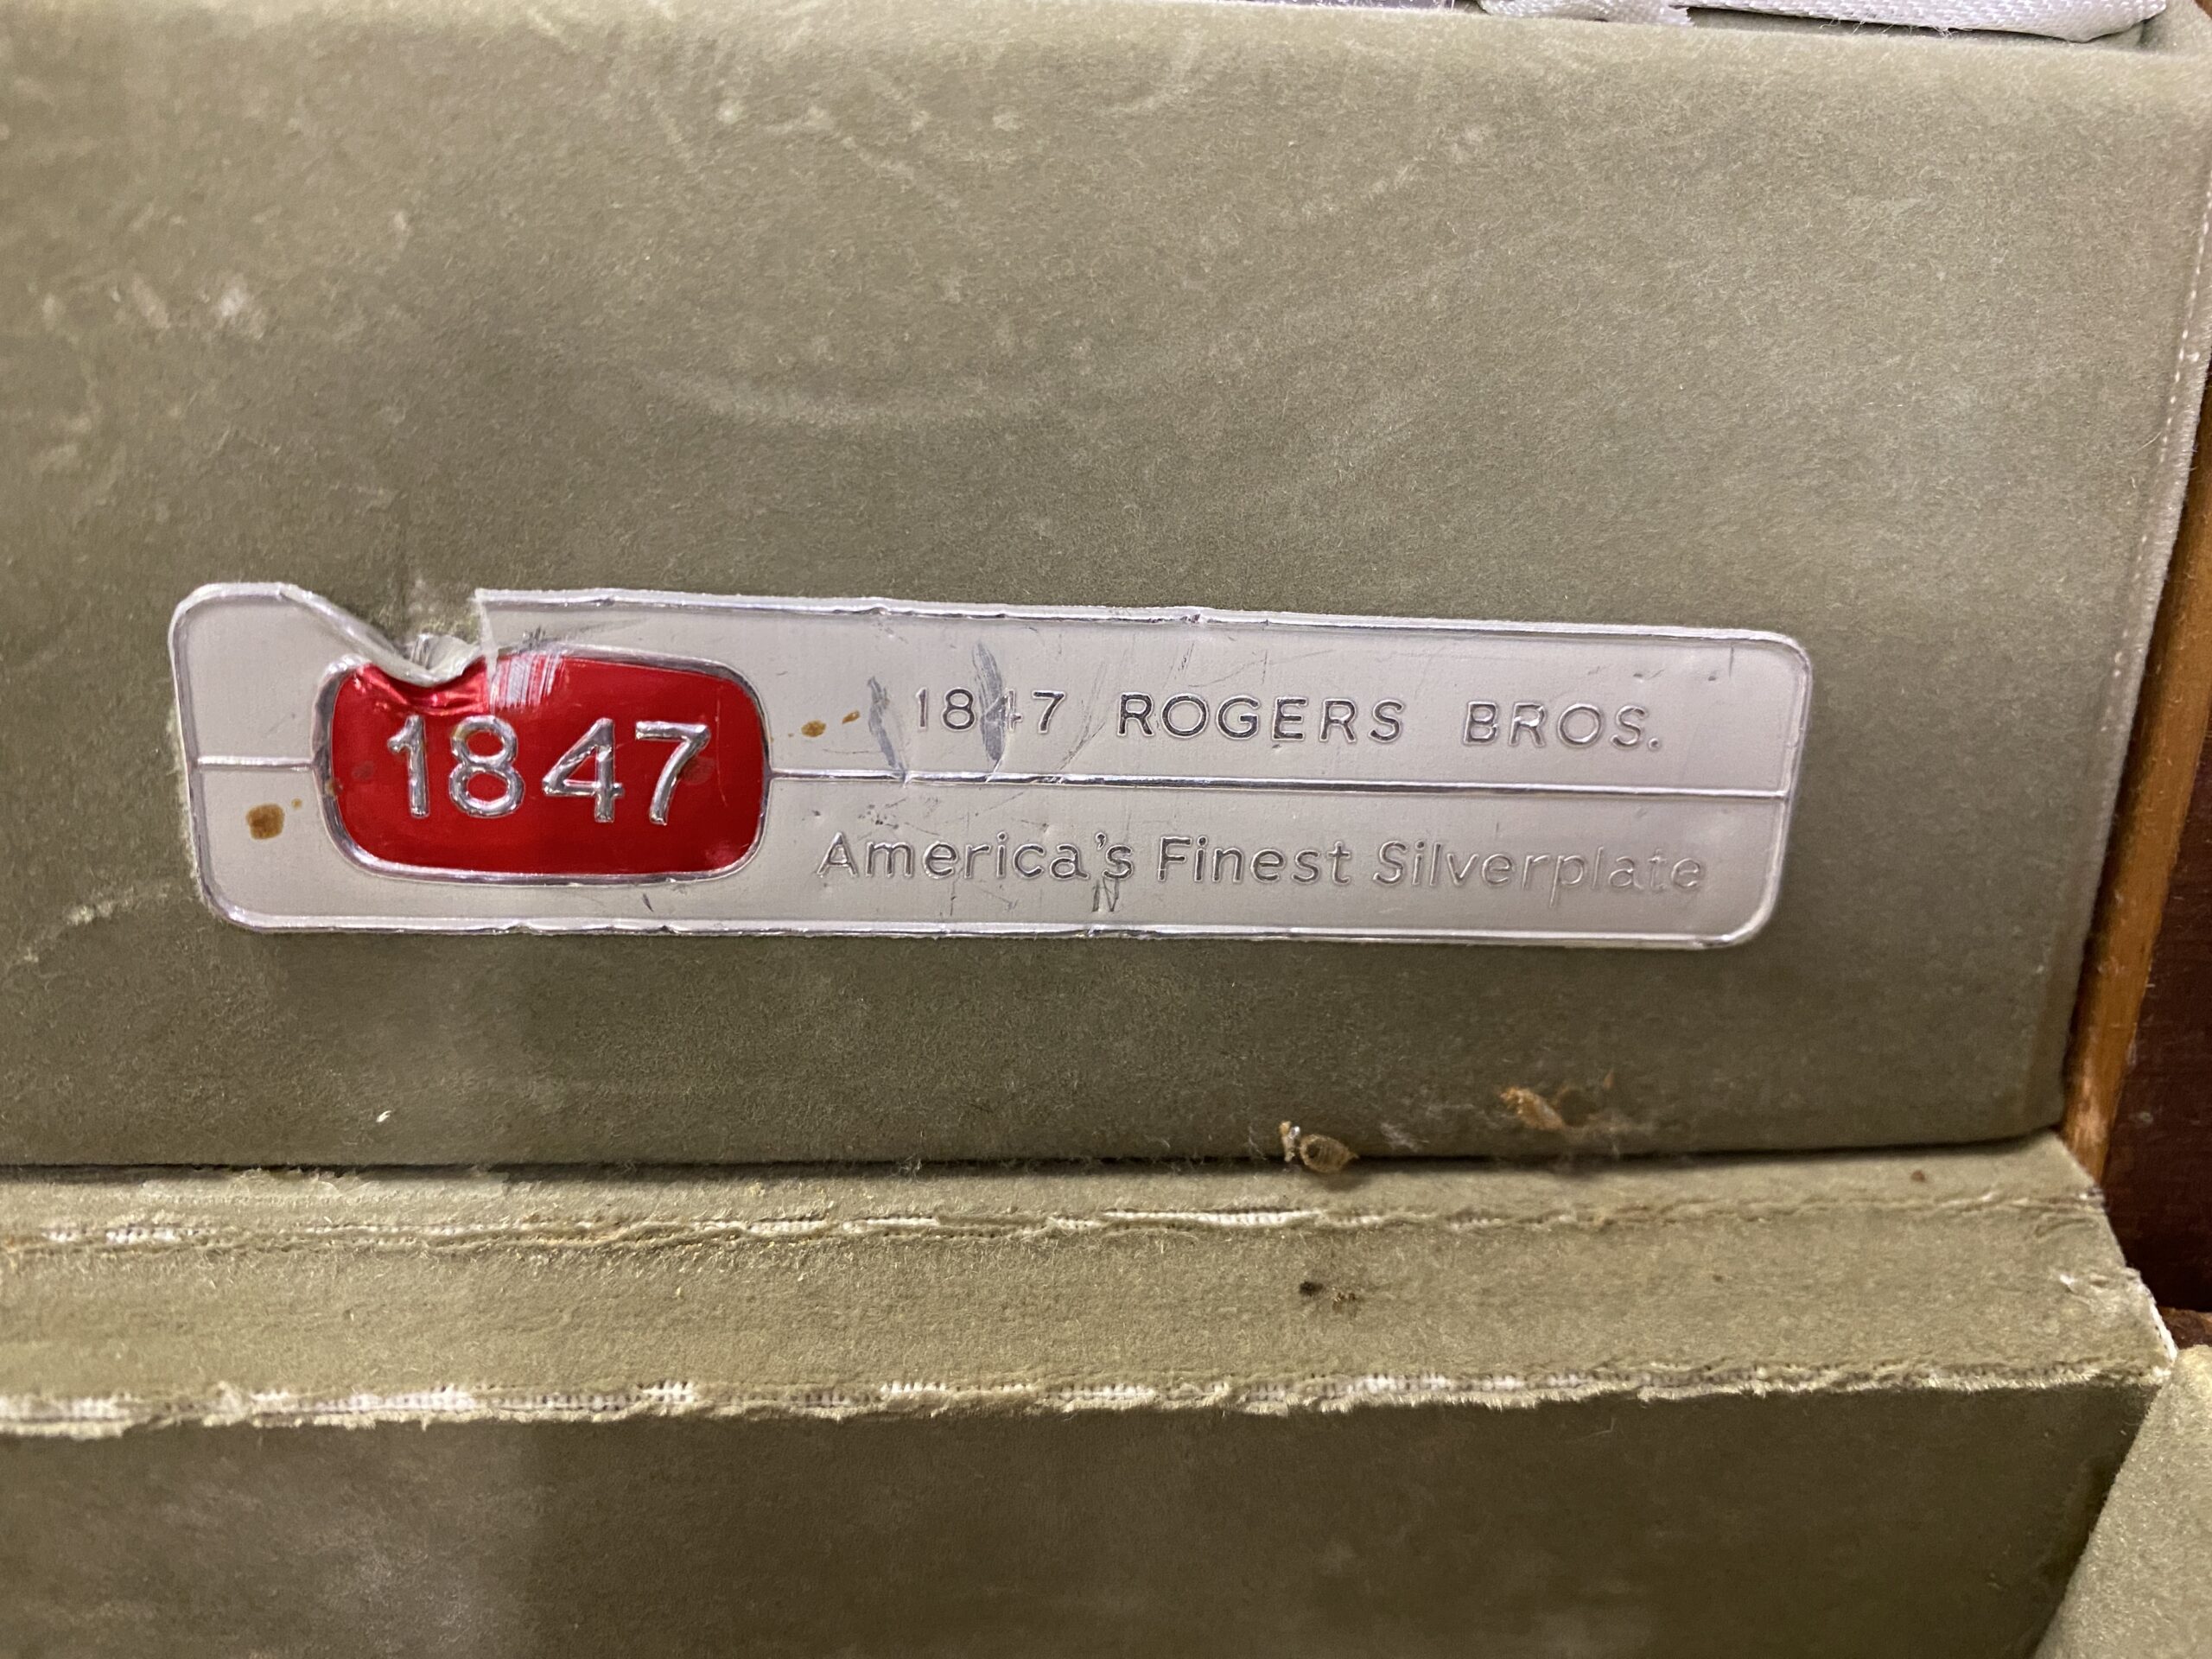 1847
1847 ROGERS BROS.
America's Finest Silverplate